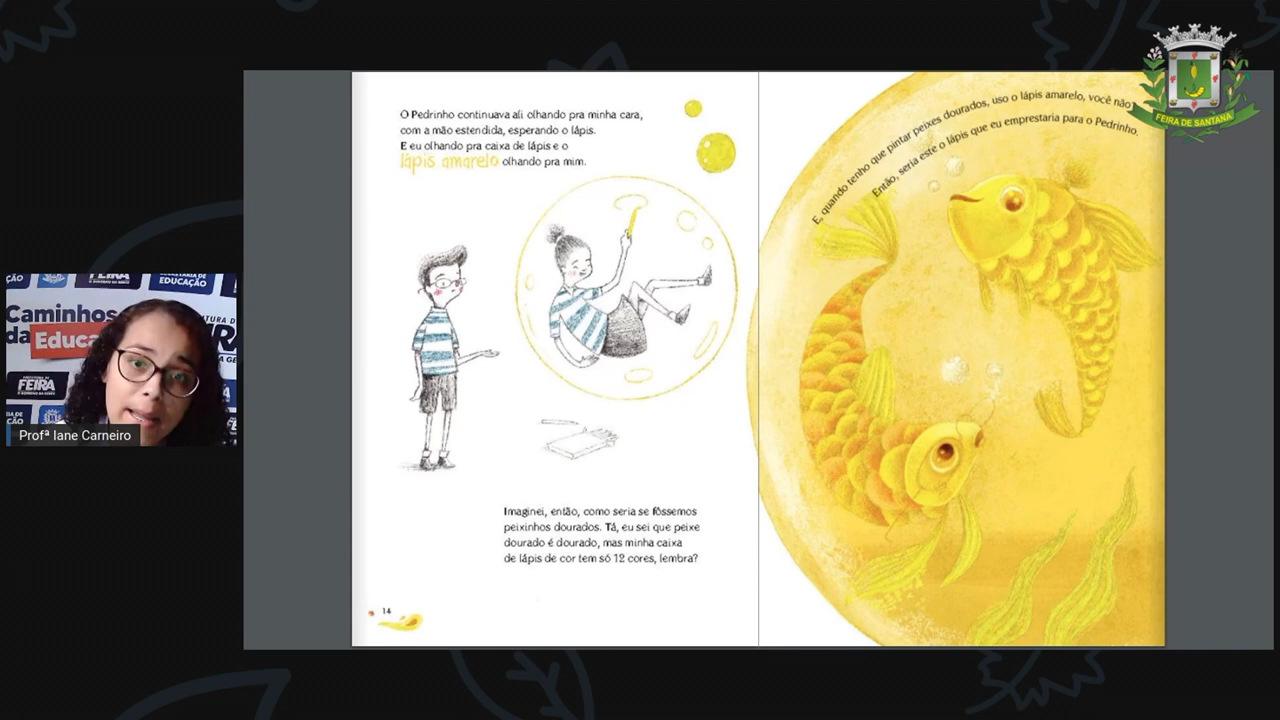 O Pedrinho continuava ali olhando pra minha cara,
com a mão estendida, esperando o lápis.
E eu olhando pra caixa de lápis e o
lápis amarelo olhando pra mim.
Imaginei, então, como seria se fôssemos
peixinhos dourados. Tá, eu sei que peixe
dourado é dourado, mas minha caixa
de lápis de cor tem só 12 cores, lembra?
14
E, quando tenho que pintar peixes dourados, uso o lápis amarelo, você não
Então, seria este o lápis que eu emprestaria para o Pedrinho.
FEIRA DE SANTANA
Caminhos
da Educa
EDUCAÇÃO
FEIRA
Profª Iane Carneiro